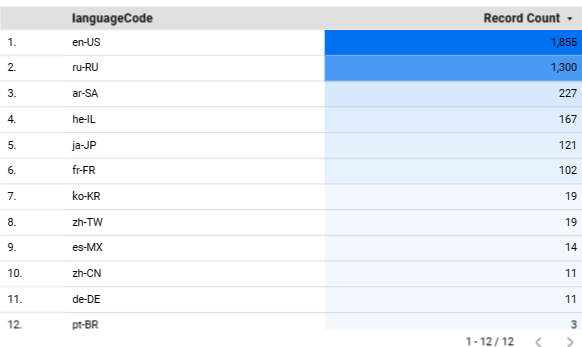 languageCode Record Count
1. en-US 1,855
2. ru-RU 1,300
3. ar-SA 227
4. he-IL 167
5. ja-JP 121
6. fr-FR 102
7. ko-KR 19
8. zh-TW 19
9. es-MX 14
10. zh-CN 11
11. de-DE 11
12. pt-BR 3
1 - 12 / 12